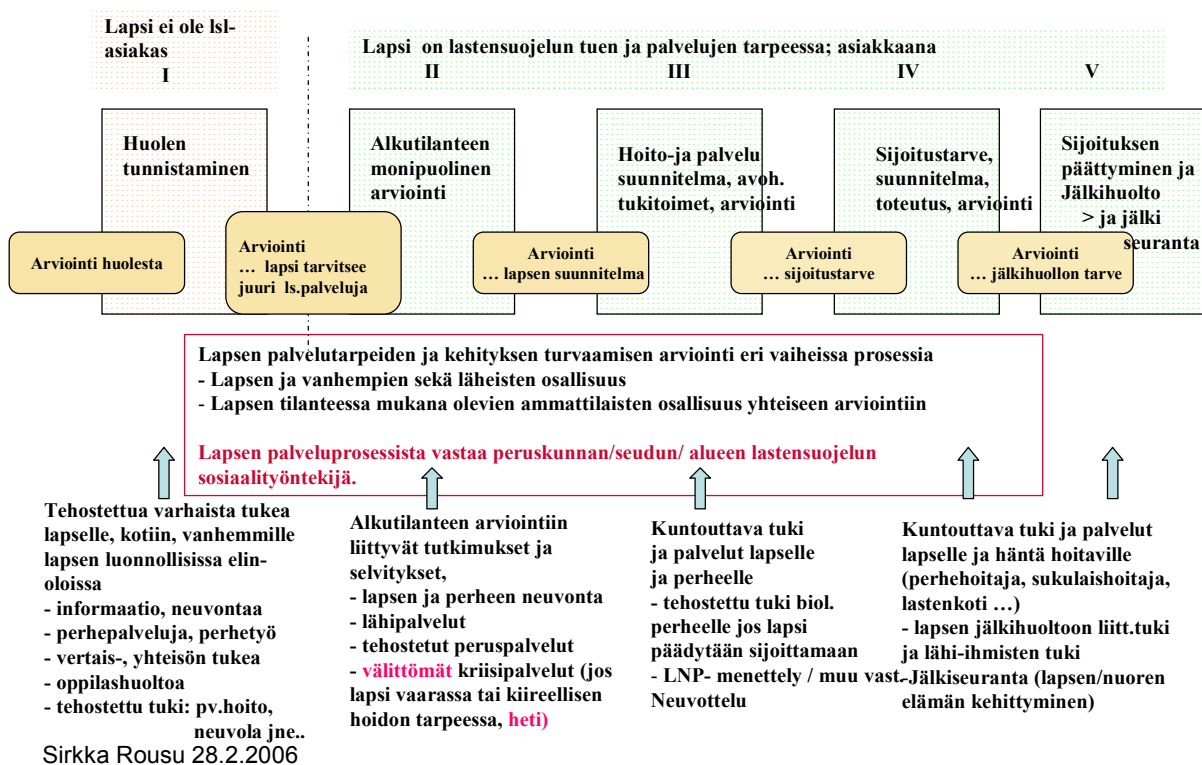 Lapsi ei ole lsl-
asiakas
I
Lapsi on lastensuojelun tuen ja palvelujen tarpeessa; asiakkaana
II
III
IV
V
Huolen
tunnistaminen
Alkutilanteen
monipuolinen
arviointi
Hoito-ja palvelu
suunnitelma, avoh.
tukitoimet, arviointi
Sijoitustarve,
suunnitelma,
toteutus, arviointi
Sijoituksen
päättyminen ja
Jälkihuolto
> ja jälki
seuranta
Arviointi huolesta
Arviointi
… lapsi tarvitsee
juuri ls.palveluja
Arviointi
… lapsen suunnitelma
Arviointi
… sijoitustarve
Arviointi
… jälkihuollon tarve
Lapsen palvelutarpeiden ja kehityksen turvaamisen arviointi eri vaiheissa prosessia
- Lapsen ja vanhempien sekä läheisten osallisuus
- Lapsen tilanteessa mukana olevien ammattilaisten osallisuus yhteiseen arviointiin
Lapsen palveluprosessista vastaa peruskunnan/seudun/ alueen lastensuojelun
sosiaalityöntekijä.
Tehostettua varhaista tukea
lapselle, kotiin, vanhemmille
lapsen luonnollisissa elin-
oloissa
- informaatio, neuvontaa
- perhepalveluja, perhetyö
- vertais-, yhteisön tukea
- oppilashuoltoa
- tehostettu tuki: pv.hoito,
neuvola jne..
Alkutilanteen arviointiin
liittyvät tutkimukset ja
selvitykset,
- lapsen ja perheen neuvonta
- lähipalvelut
- tehostetut peruspalvelut
- välittömät kriisipalvelut (jos
lapsi vaarassa tai kiireellisen
hoidon tarpeessa, heti)
Kuntouttava tuki
ja palvelut lapselle
ja perheelle
- tehostettu tuki biol.
perheelle jos lapsi
päädytään sijoittamaan
- LNP- menettely / muu vast.
Neuvottelu
Kuntouttava tuki ja palvelut
lapselle ja häntä hoitaville
(perhehoitaja, sukulaishoitaja,
lastenkoti …)
- lapsen jälkihuoltoon liitt.tuki
ja lähi-ihmisten tuki
-Jälkiseuranta (lapsen/nuoren
elämän kehittyminen)
Sirkka Rousu 28.2.2006